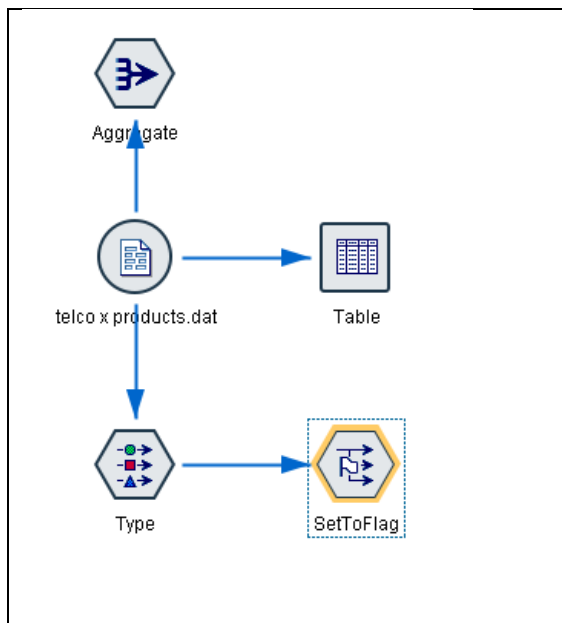 Aggregate
telco x products.dat
Table
Type
SetToFlag